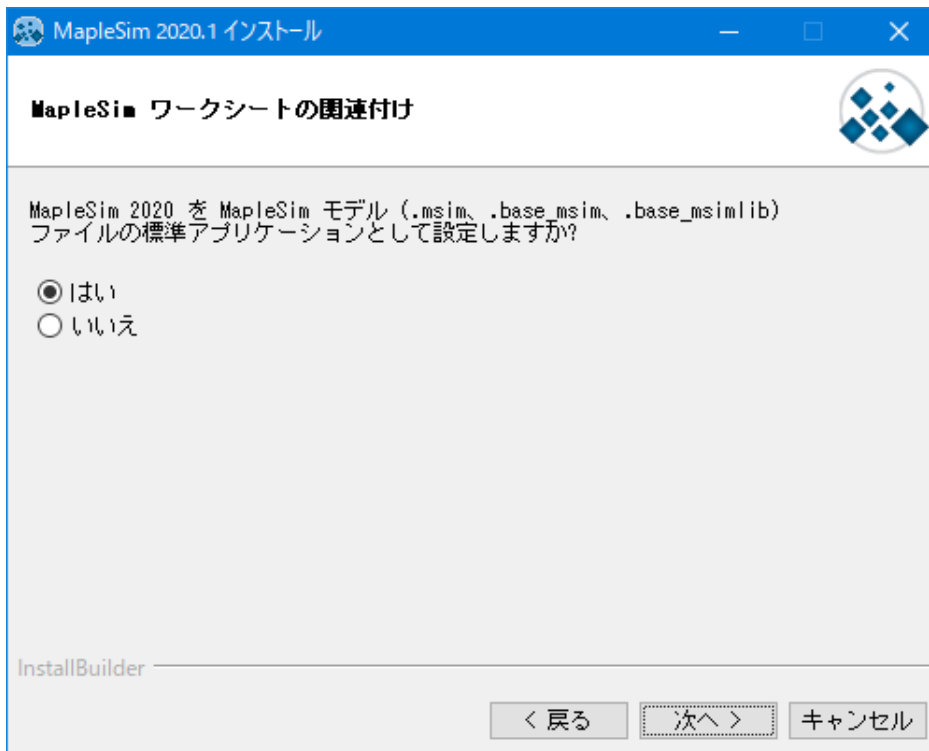 MapleSim 2020.1 インストール
MapleSim ワークシートの関連付け
MapleSim 2020 を MapleSim モデル (.msim、.base_msim、.base_msimlib)
ファイルの標準アプリケーションとして設定しますか?
はい
いいえ
InstallBuilder
< 戻る 次へ > キャンセル